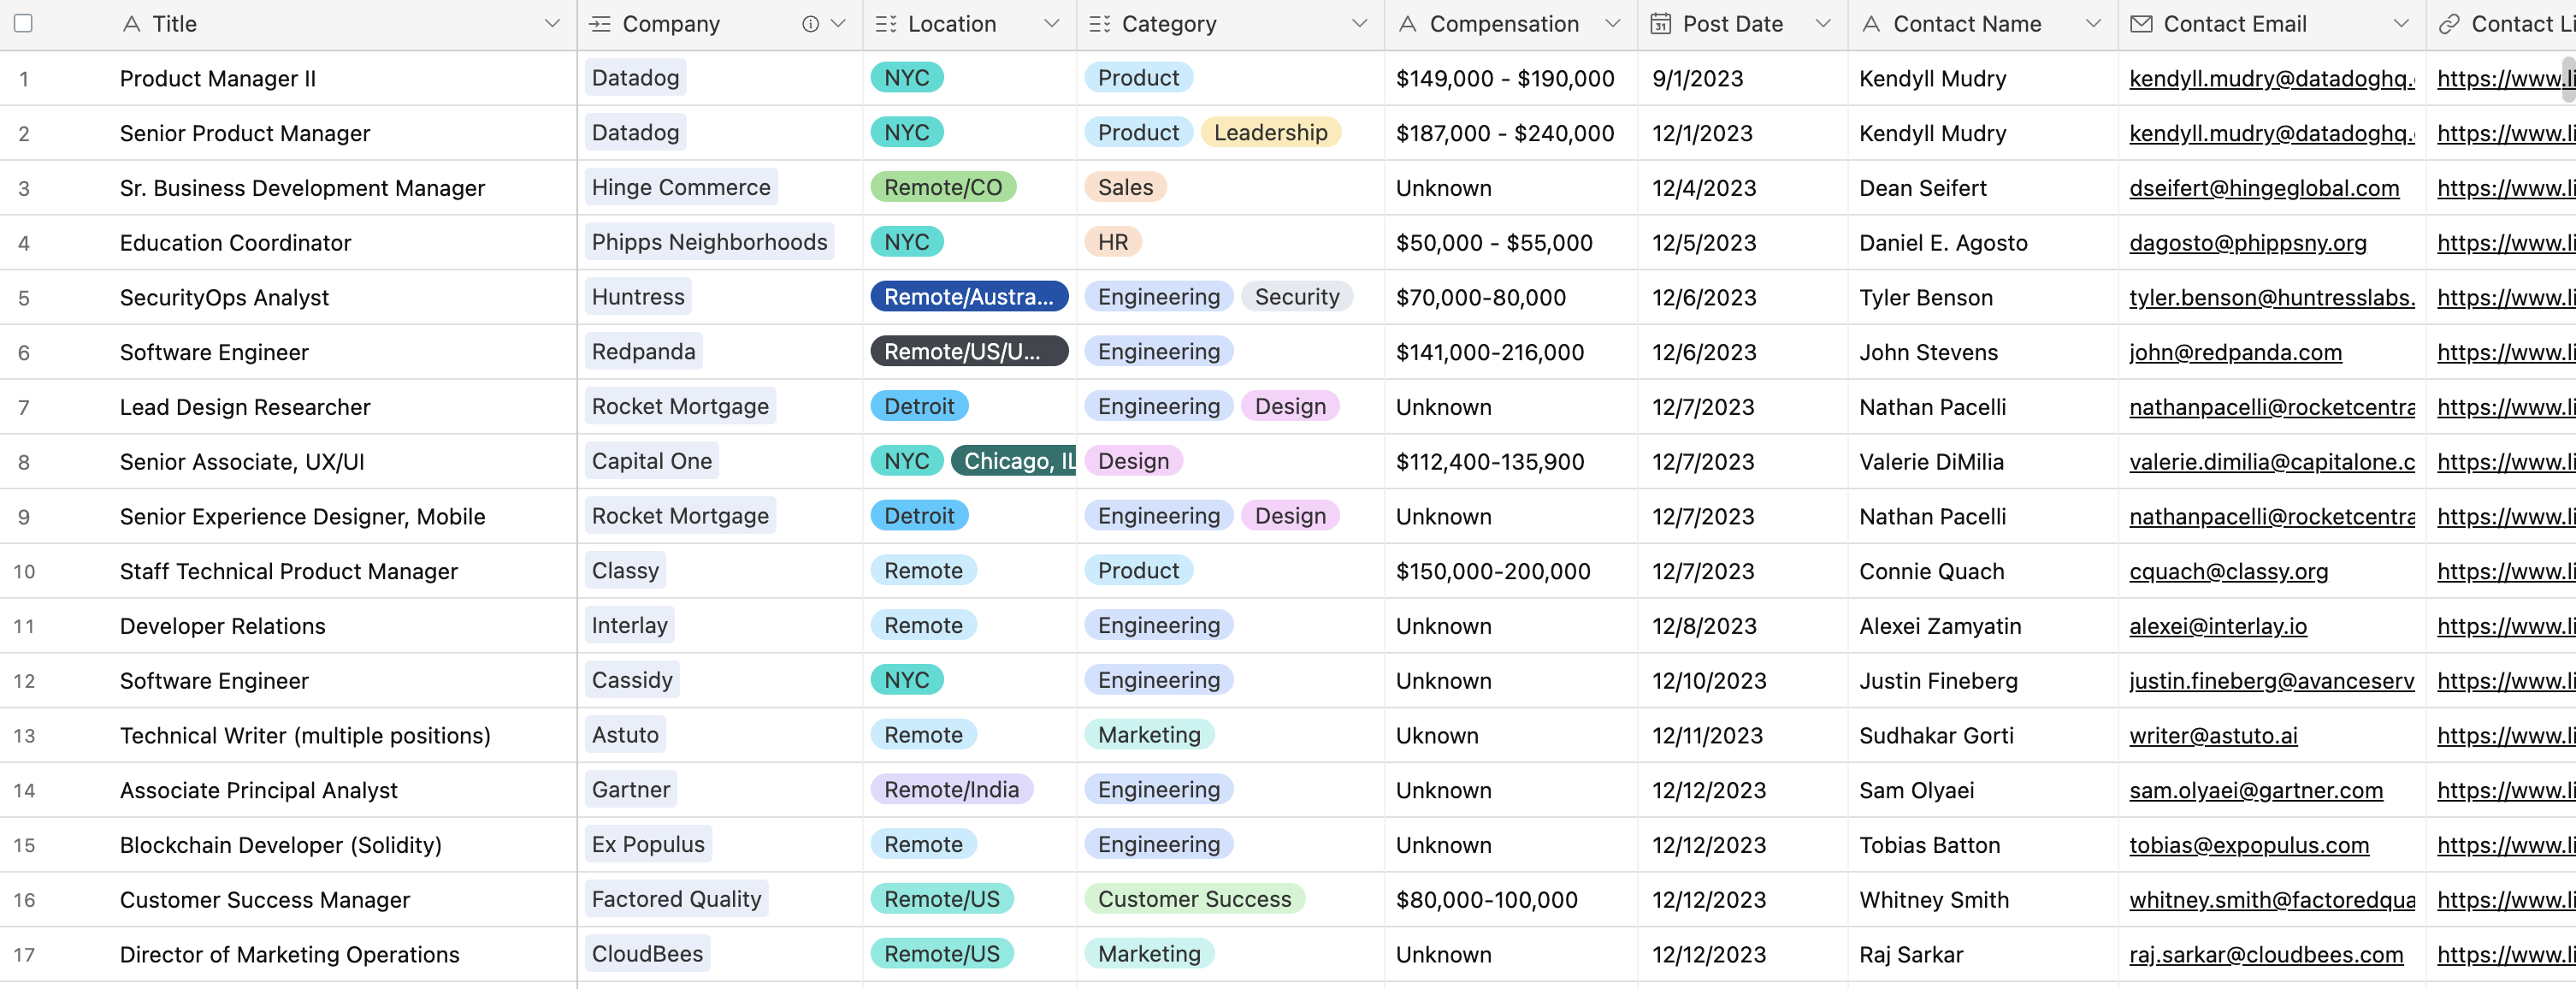 Title Company Location Category Compensation Post Date Contact Name Contact Email Contact Li
1 Product Manager II Datadog NYC Product $149,000 - $190,000 9/1/2023 Kendyll Mudry kendyll.mudry@datadoghq. https://www.li
2 Senior Product Manager Datadog NYC Product Leadership $187,000 - $240,000 12/1/2023 Kendyll Mudry kendyll.mudry@datadoghq. https://www.li
3 Sr. Business Development Manager Hinge Commerce Remote/CO Sales Unknown 12/4/2023 Dean Seifert dseifert@hingeglobal.com https://www.li
4 Education Coordinator Phipps Neighborhoods NYC HR $50,000 - $55,000 12/5/2023 Daniel E. Agosto dagosto@phippsny.org https://www.li
5 SecurityOps Analyst Huntress Remote/Austra... Engineering Security $70,000-80,000 12/6/2023 Tyler Benson tyler.benson@huntresslabs. https://www.li
6 Software Engineer Redpanda Remote/US/U... Engineering $141,000-216,000 12/6/2023 John Stevens john@redpanda.com https://www.li
7 Lead Design Researcher Rocket Mortgage Detroit Engineering Design Unknown 12/7/2023 Nathan Pacelli nathanpacelli@rocketcentra https://www.li
8 Senior Associate, UX/UI Capital One NYC Chicago, IL Design $112,400-135,900 12/7/2023 Valerie DiMilia valerie.dimilia@capitalone.c https://www.li
9 Senior Experience Designer, Mobile Rocket Mortgage Detroit Engineering Design Unknown 12/7/2023 Nathan Pacelli nathanpacelli@rocketcentra https://www.li
10 Staff Technical Product Manager Classy Remote Product $150,000-200,000 12/7/2023 Connie Quach cquach@classy.org https://www.li
11 Developer Relations Interlay Remote Engineering Unknown 12/8/2023 Alexei Zamyatin alexei@interlay.io https://www.li
12 Software Engineer Cassidy NYC Engineering Unknown 12/10/2023 Justin Fineberg justin.fineberg@avanceserv https://www.li
13 Technical Writer (multiple positions) Astuto Remote Marketing Uknown 12/11/2023 Sudhakar Gorti writer@astuto.ai https://www.li
14 Associate Principal Analyst Gartner Remote/India Engineering Unknown 12/12/2023 Sam Olyaei sam.olyaei@gartner.com https://www.li
15 Blockchain Developer (Solidity) Ex Populus Remote Engineering Unknown 12/12/2023 Tobias Batton tobias@expopulus.com https://www.li
16 Customer Success Manager Factored Quality Remote/US Customer Success $80,000-100,000 12/12/2023 Whitney Smith whitney.smith@factoredqua https://www.li
17 Director of Marketing Operations CloudBees Remote/US Marketing Unknown 12/12/2023 Raj Sarkar raj.sarkar@cloudbees.com https://www.li